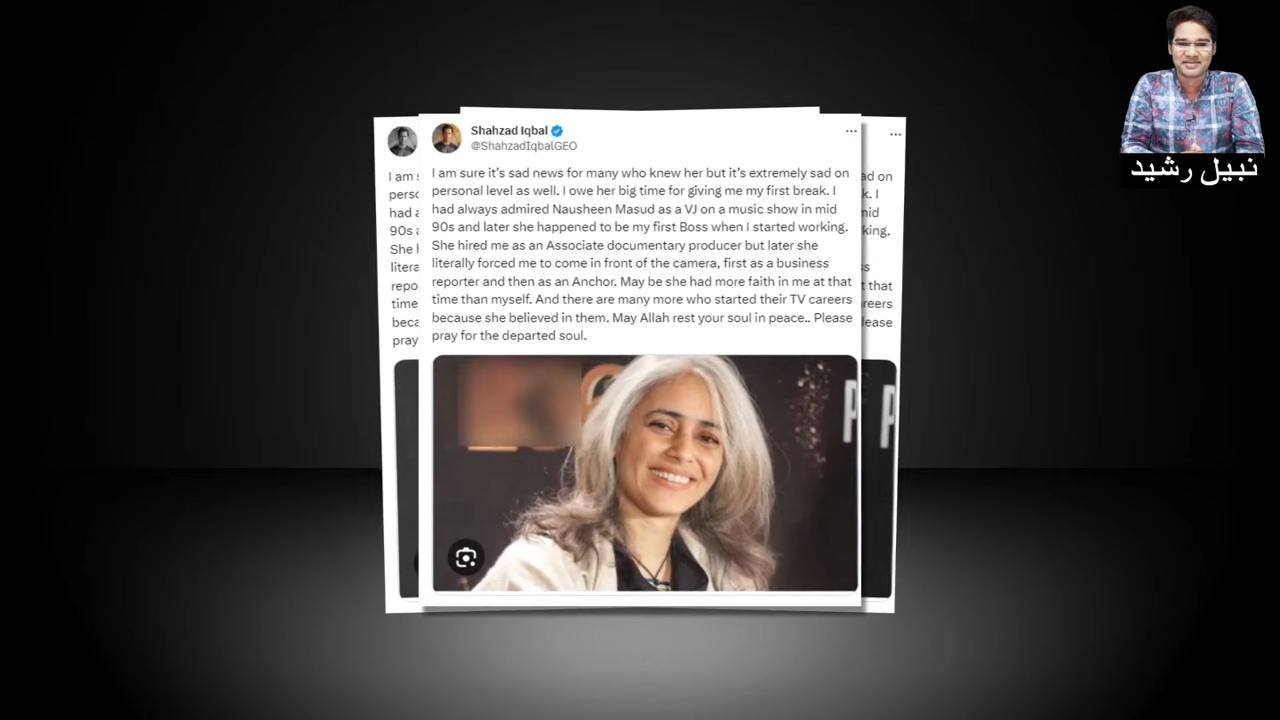 Shahzad Iqbal
@ShahzadIqbalGEO
I am sure it’s sad news for many who knew her but it’s extremely sad on
personal level as well. I owe her big time for giving me my first break. I
had always admired Nausheen Masud as a VJ on a music show in mid
90s and later she happened to be my first Boss when I started working.
She hired me as an Associate documentary producer but later she
literally forced me to come in front of the camera, first as a business
reporter and then as an Anchor. May be she had more faith in me at that
time than myself. And there are many more who started their TV careers
because she believed in them. May Allah rest your soul in peace.. Please
pray for the departed soul.
نبیل رشید